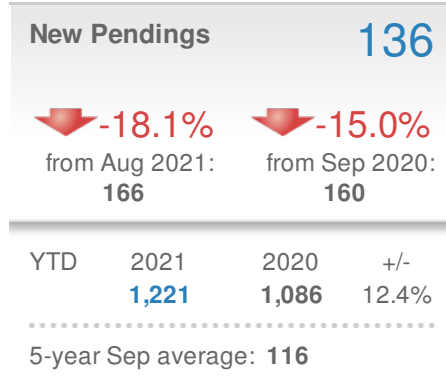 New Pendings 136
-18.1% -15.0%
from Aug 2021: from Sep 2020:
166 160
YTD 2021 2020 +/-
1,221 1,086 12.4%
5-year Sep average: 116